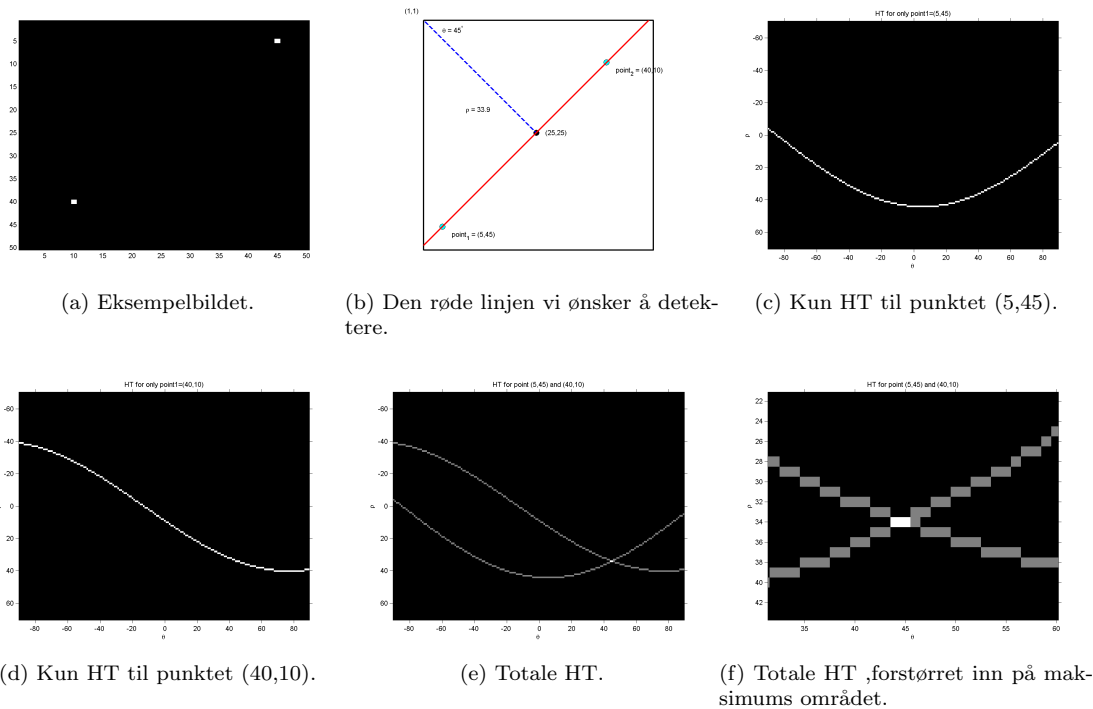 5
10
15
20
25
30
35
40
45
50
5 10 15 20 25 30 35 40 45 50
(a) Eksempelbildet.
(1,1)
θ = 45°
ρ = 33.9
point2 = (40,10)
(25,25)
point1 = (5,45)
(b) Den røde linjen vi ønsker å detek-
tere.
HT for only point1=(5,45)
-60
-40
-20
0
20
40
60
ρ
-80 -60 -40 -20 0 20 40 60 80
θ
(c) Kun HT til punktet (5,45).
HT for only point1=(40,10)
-60
-40
-20
0
20
40
60
-80 -60 -40 -20 0 20 40 60 80
θ
(d) Kun HT til punktet (40,10).
HT for point (5,45) and (40,10)
-60
-40
-20
0
20
40
60
ρ
-80 -60 -40 -20 0 20 40 60 80
θ
(e) Totale HT.
HT for point (5,45) and (40,10)
22
24
26
28
30
32
34
36
38
40
42
ρ
35 40 45 50 55 60
θ
(f) Totale HT ,forstørret inn på mak-
simums området.